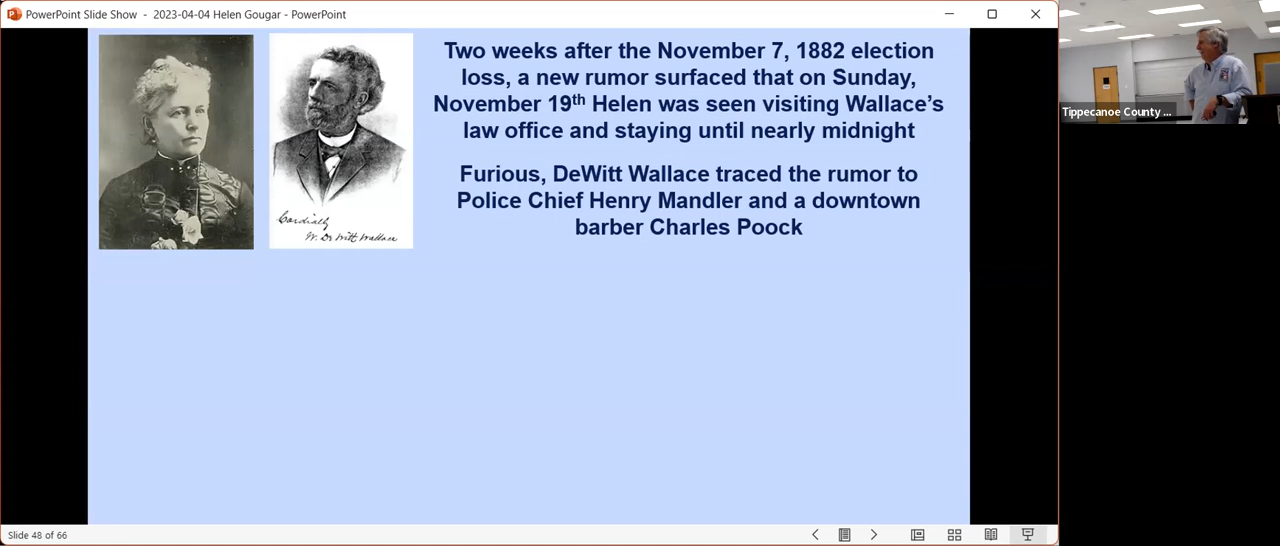 PowerPoint Slide Show - 2023-04-04 Helen Gougar - PowerPoint
Two weeks after the November 7, 1882 election
loss, a new rumor surfaced that on Sunday,
November 19th Helen was seen visiting Wallace’s
law office and staying until nearly midnight
Furious, DeWitt Wallace traced the rumor to
Police Chief Henry Mandler and a downtown
barber Charles Poock
Cordially
W. De Witt Wallace
Tippecanoe County ...
Slide 48 of 66